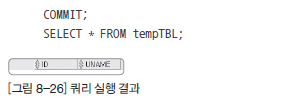 COMMIT;
SELECT * FROM tempTBL;
ID UNAME
[그림 8-26] 쿼리 실행 결과